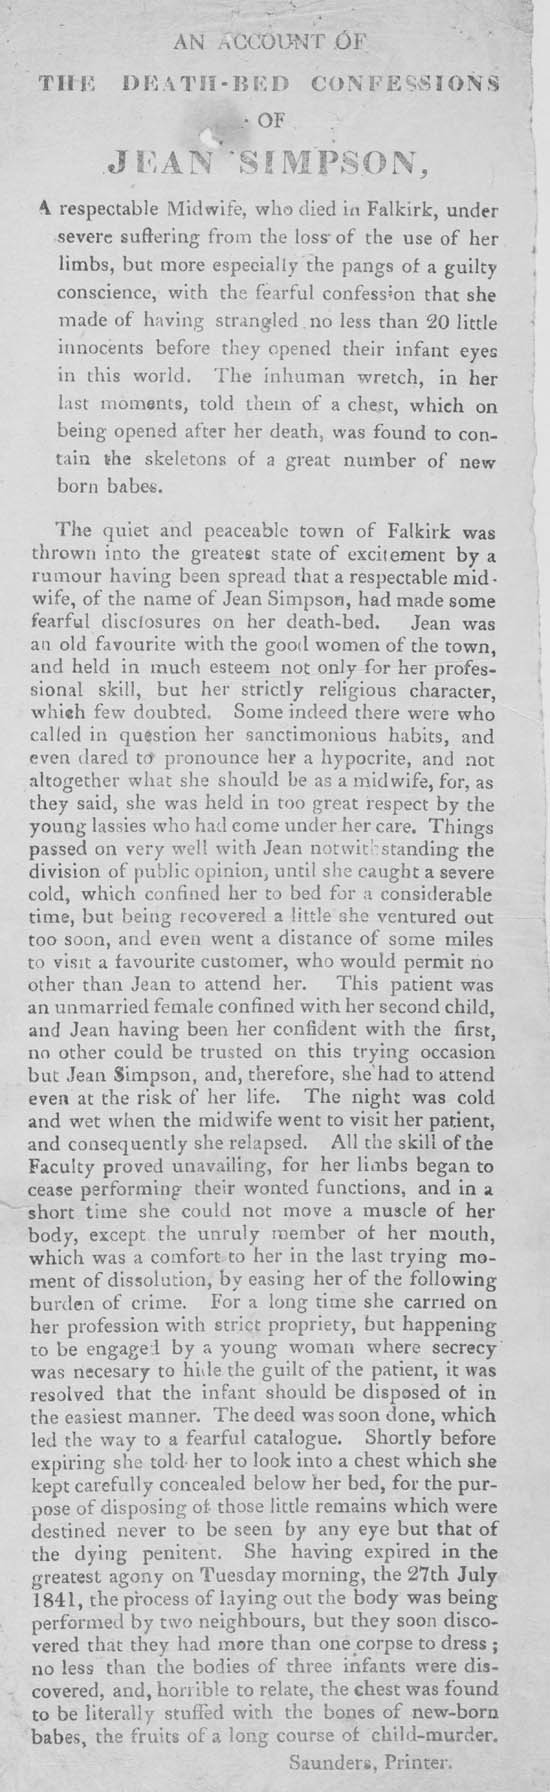 AN ACCOUNT OF
THE DEATH-BED CONFESSIONS
OF
JEAN SIMPSON,
A respectable Midwife, who died in Falkirk, under
severe suffering from the loss of the use of her
limbs, but more especially the pangs of a guilty
conscience, with the fearful confession that she
made of having strangled no less than 20 little
innocents before they opened their infant eyes
in this world. The inhuman wretch, in her
last moments, told them of a chest, which on
being opened after her death, was found to con-
tain the skeletons of a great number of new
born babes.
The quiet and peaceable town of Falkirk was
thrown into the greatest state of excitement by a
rumour having been spread that a respectable mid-
wife, of the name of Jean Simpson, had made some
fearful disclosures on her death-bed. Jean was
an old favourite with the good women of the town,
and held in much esteem not only for her profes-
sional skill, but her strictly religious character,
which few doubted. Some indeed there were who
called in question her sanctimonious habits, and
even dared to pronounce her a hypocrite, and not
altogether what she should be as a midwife, for, as
they said, she was held in too great respect by the
young lassies who had come under her care. Things
passed on very well with Jean notwithstanding the
division of public opinion, until she caught a severe
cold, which confined her to bed for a considerable
time, but being recovered a little she ventured out
too soon, and even went a distance of some miles
to visit a favourite customer, who would permit no
other than Jean to attend her. This patient was
an unmarried female confined with her second child,
and Jean having been her confident with the first,
no other could be trusted on this trying occasion
but Jean Simpson, and, therefore, she had to attend
even at the risk of her life. The night was cold
and wet when the midwife went to visit her patient,
and consequently she relapsed. All the skill of the
Faculty proved unavailing, for her limbs began to
cease performing their wonted functions, and in a
short time she could not move a muscle of her
body, except the unruly member of her mouth,
which was a comfort to her in the last trying mo-
ment of dissolution, by easing her of the following
burden of crime. For a long time she carried on
her profession with strict propriety, but happening
to be engaged by a young woman where secrecy
was necesary to hide the guilt of the patient, it was
resolved that the infant should be disposed of in
the easiest manner. The deed was soon done, which
led the way to a fearful catalogue. Shortly before
expiring she told her to look into a chest which she
kept carefully concealed below her bed, for the pur-
pose of disposing of those little remains which were
destined never to be seen by any eye but that of
the dying penitent. She having expired in the
greatest agony on Tuesday morning, the 27th July
1841, the process of laying out the body was being
performed by two neighbours, but they soon disco-
vered that they had more than one corpse to dress ;
no less than the bodies of three infants were dis-
covered, and, horrible to relate, the chest was found
to be literally stuffed with the bones of new-born
babes, the fruits of a long course of child-murder.
Saunders, Printer.